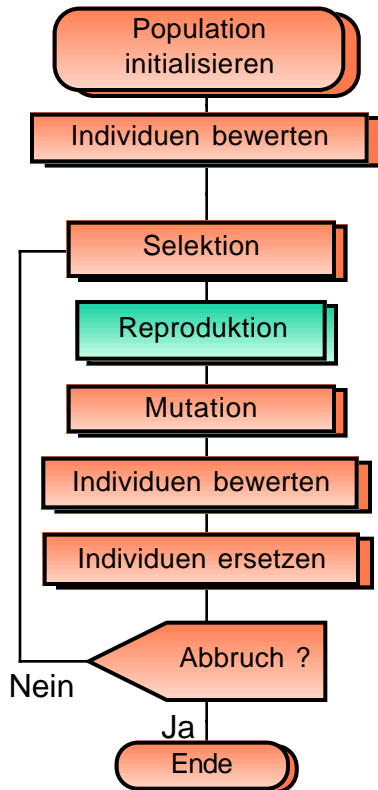 Population
initialisieren
Individuen bewerten
Selektion
Reproduktion
Mutation
Individuen bewerten
Individuen ersetzen
Abbruch ?
Nein
Ja
Ende